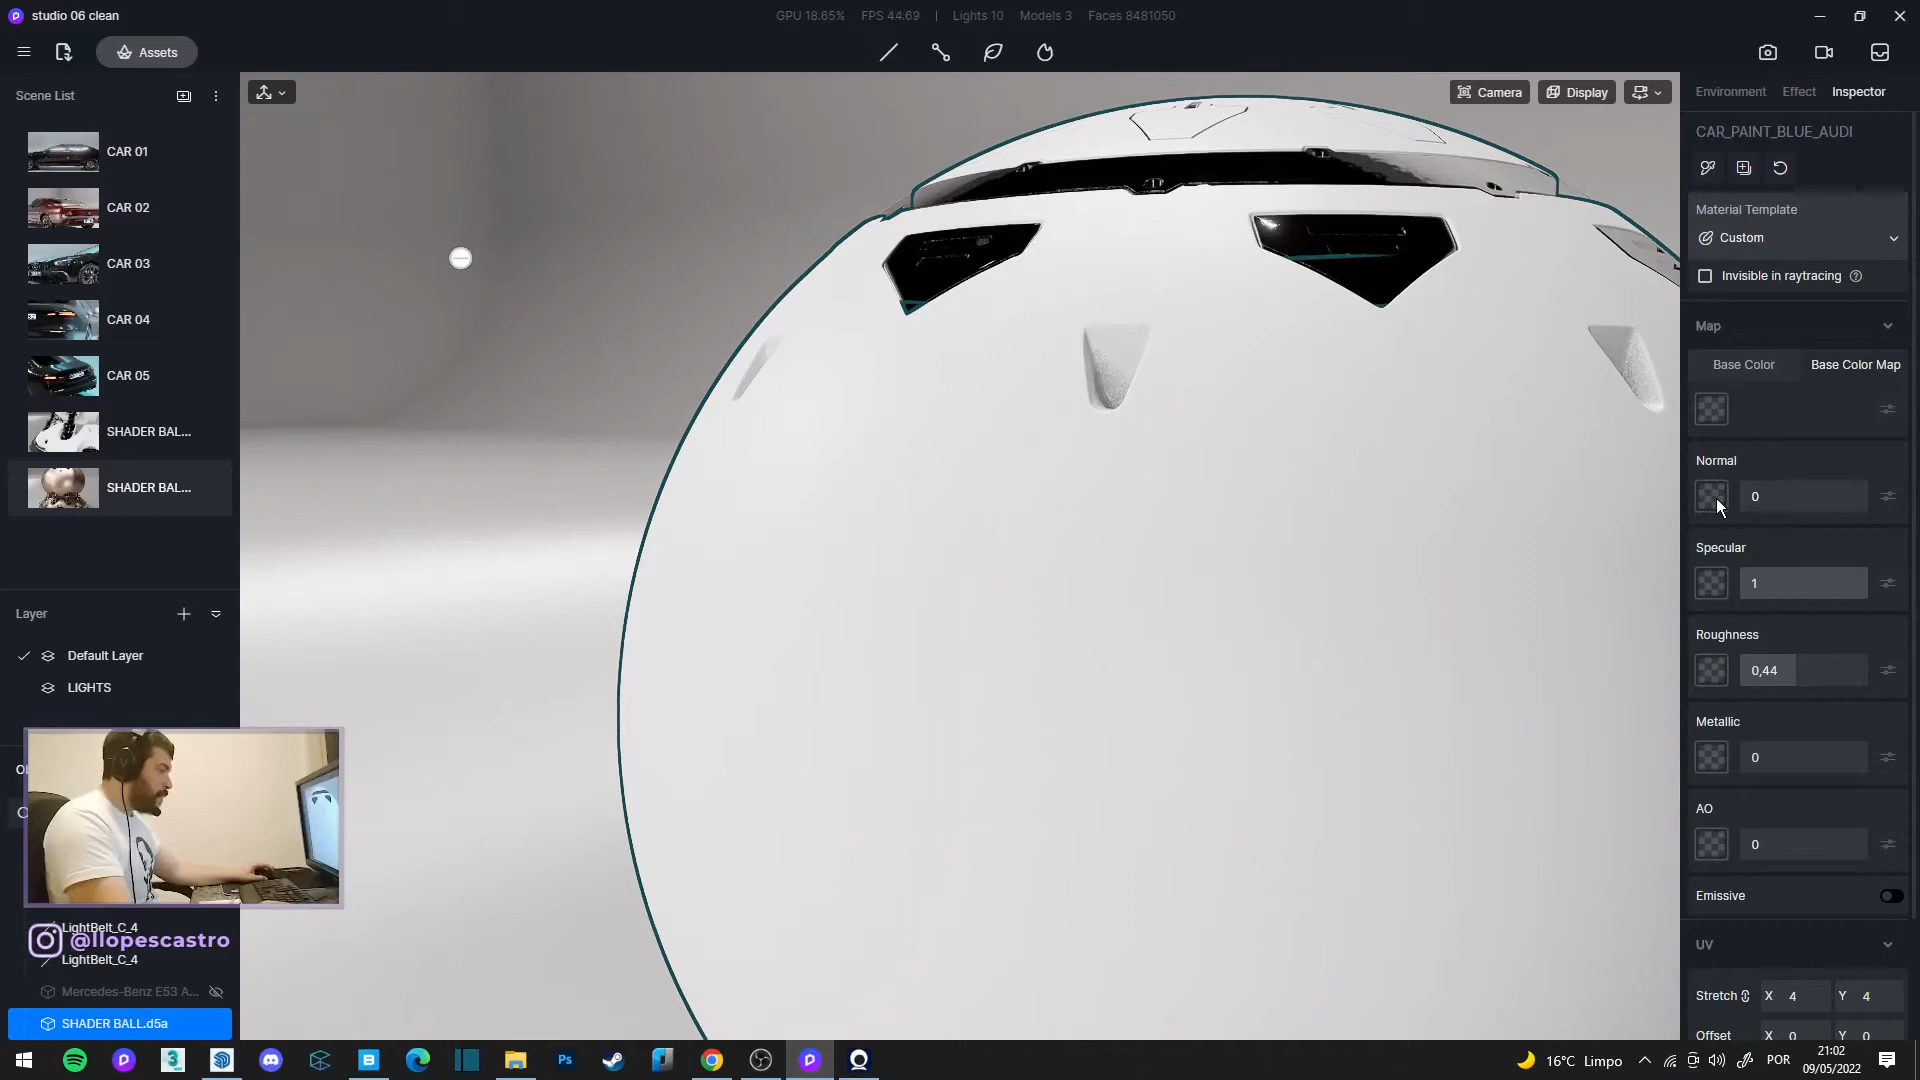 studio 06 clean
GPU 18.65% FPS 44.69 | Lights 10 Models 3 Faces 8481050
Assets
Scene List
CAR 01
CAR 02
CAR 03
CAR 04
CAR 05
SHADER BAL...
SHADER BAL...
Layer
Default Layer
LIGHTS
LightBelt_C_4
@llopescastro
LightBelt_C_4
Mercedes-Benz E53 A...
SHADER BALL.d5a
Camera
Display
Environment Effect Inspector
CAR_PAINT_BLUE_AUDI
Material Template
Custom
Invisible in raytracing
Map
Base Color Base Color Map
Normal
0
Specular
1
Roughness
0,44
Metallic
0
AO
0
Emissive
UV
Stretch X 4 Y 4
Offset X 0 Y 0
16°C Limpo
POR
21:02
09/05/2022